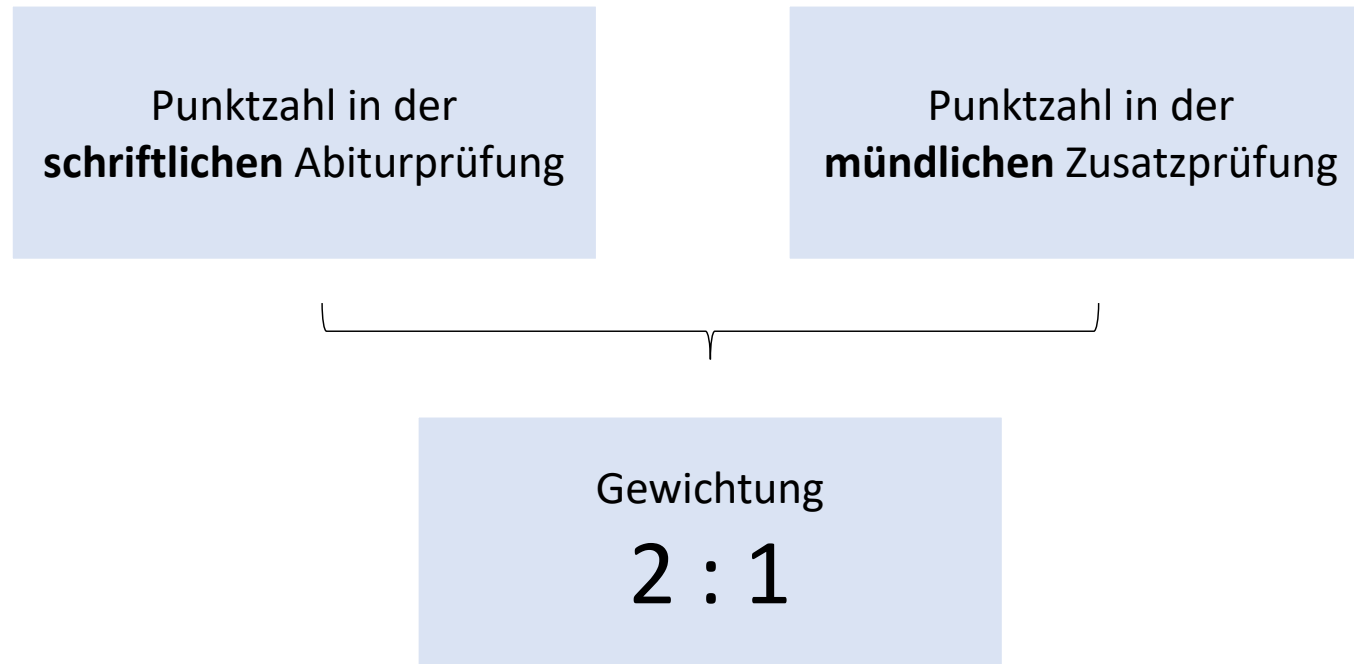 Punktzahl in der
schriftlichen Abiturprüfung
Punktzahl in der
mündlichen Zusatzprüfung
Gewichtung
2 : 1